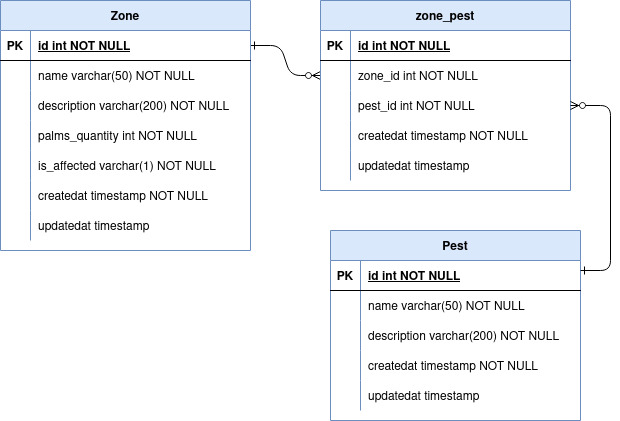 Zone
PK id int NOT NULL
name varchar(50) NOT NULL
description varchar(200) NOT NULL
palms_quantity int NOT NULL
is_affected varchar(1) NOT NULL
createdat timestamp NOT NULL
updatedat timestamp
zone_pest
PK id int NOT NULL
zone_id int NOT NULL
pest_id int NOT NULL
createdat timestamp NOT NULL
updatedat timestamp
Pest
PK id int NOT NULL
name varchar(50) NOT NULL
description varchar(200) NOT NULL
createdat timestamp NOT NULL
updatedat timestamp